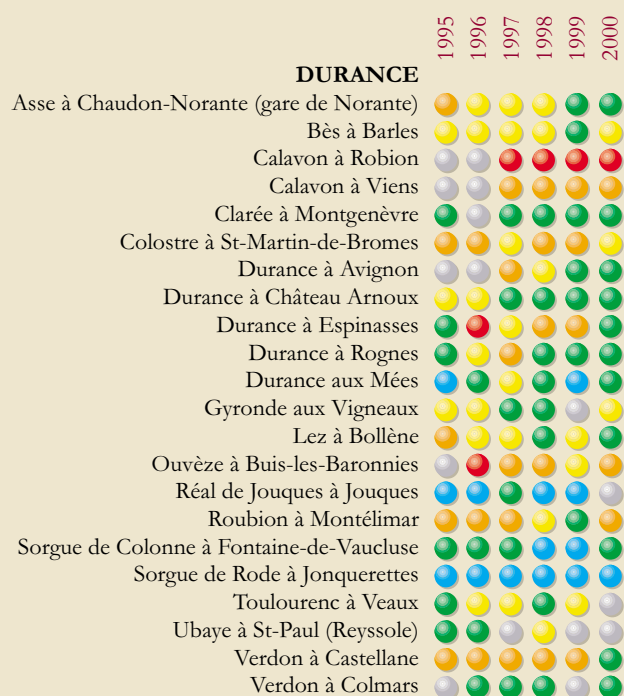 1995 1996 1997 1998 1999 2000
DURANCE
Asse à Chaudon-Norante (gare de Norante)
Bès à Barles
Calavon à Robion
Calavon à Viens
Clarée à Montgenèvre
Colostre à St-Martin-de-Bromes
Durance à Avignon
Durance à Château Arnoux
Durance à Espinasses
Durance à Rognes
Durance aux Mées
Gyronde aux Vigneaux
Lez à Bollène
Ouvèze à Buis-les-Baronnies
Réal de Jouques à Jouques
Roubion à Montélimar
Sorgue de Colonne à Fontaine-de-Vaucluse
Sorgue de Rode à Jonquerettes
Toulourenc à Veaux
Ubaye à St-Paul (Reyssole)
Verdon à Castellane
Verdon à Colmars